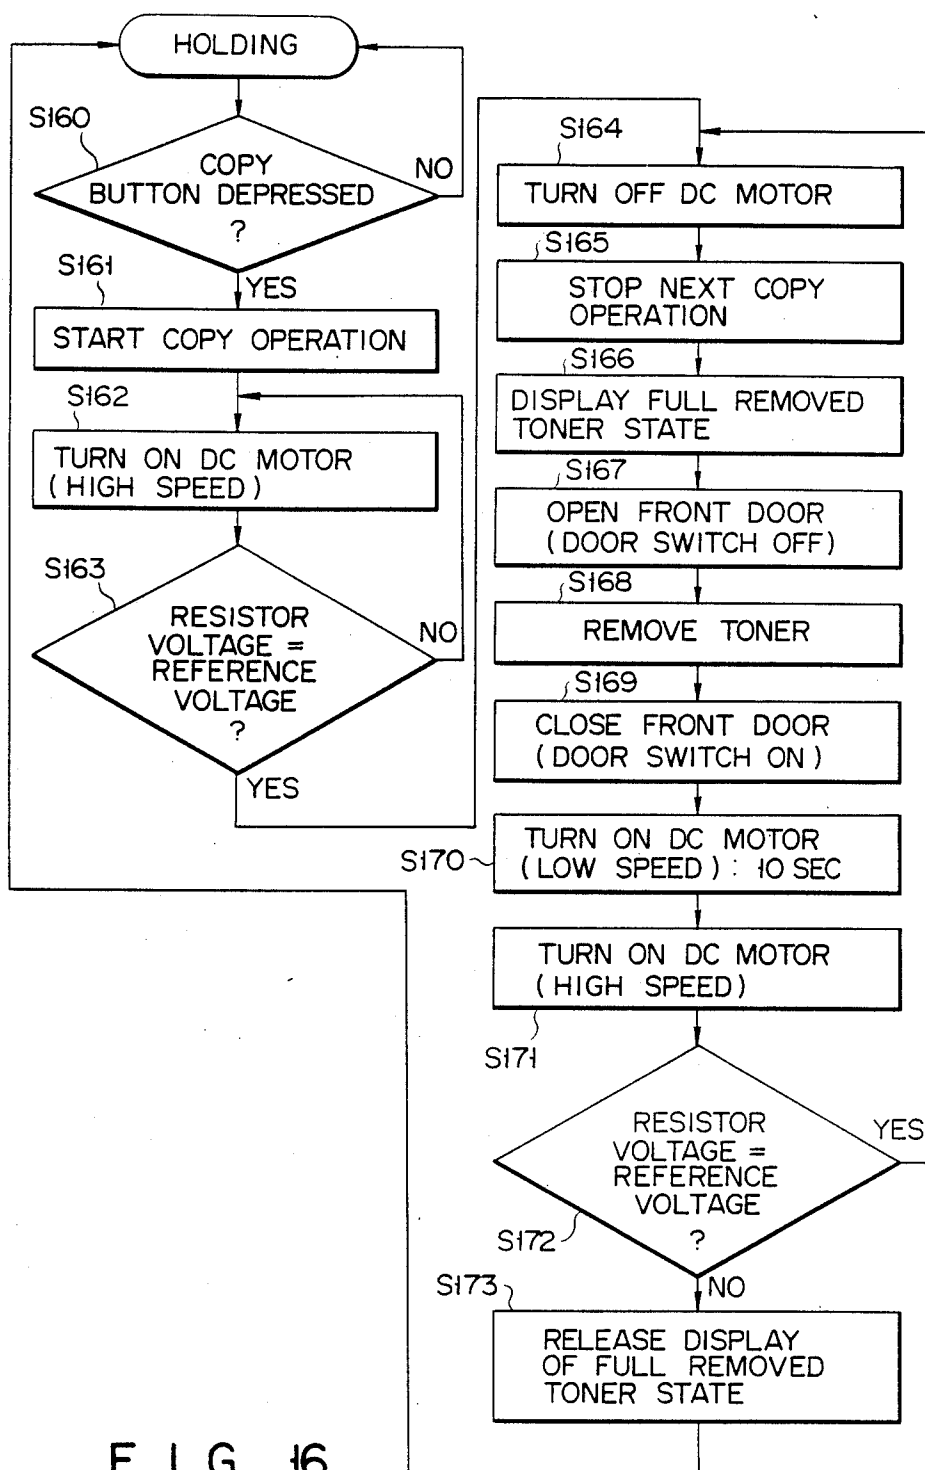 HOLDING
S160
COPY
BUTTON DEPRESSED
?
NO
YES
S161
START COPY OPERATION
S162
TURN ON DC MOTOR
(HIGH SPEED)
S163
RESISTOR
VOLTAGE =
REFERENCE
VOLTAGE
?
NO
YES
S164
TURN OFF DC MOTOR
S165
STOP NEXT COPY
OPERATION
S166
DISPLAY FULL REMOVED
TONER STATE
S167
OPEN FRONT DOOR
(DOOR SWITCH OFF)
S168
REMOVE TONER
S169
CLOSE FRONT DOOR
(DOOR SWITCH ON)
S170
TURN ON DC MOTOR
(LOW SPEED) : 10 SEC
TURN ON DC MOTOR
(HIGH SPEED)
S171
RESISTOR
VOLTAGE =
REFERENCE
VOLTAGE
?
YES
S172
NO
S173
RELEASE DISPLAY
OF FULL REMOVED
TONER STATE
FIG. 16